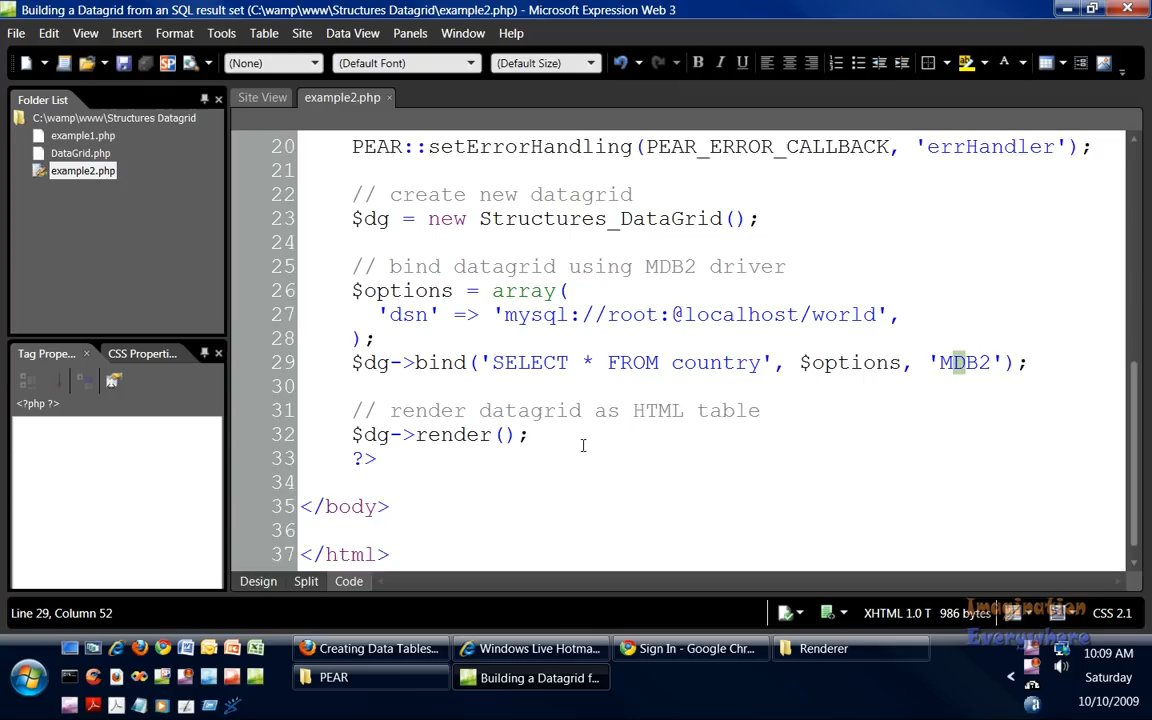 Building a Datagrid from an SQL result set (C:\wamp\www\Structures Datagrid\example2.php) - Microsoft Expression Web 3
File Edit View Insert Format Tools Table Site Data View Panels Window Help
(None) (Default Font) (Default Size) B I U A
Folder List
Site View example2.php
C:\wamp\www\Structures Datagrid
example1.php
DataGrid.php
example2.php
20 PEAR::setErrorHandling(PEAR_ERROR_CALLBACK, 'errHandler');
21
22 // create new datagrid
23 $dg = new Structures_DataGrid();
24
25 // bind datagrid using MDB2 driver
26 $options = array(
27 'dsn' => 'mysql://root:@localhost/world',
28 );
29 $dg->bind('SELECT * FROM country', $options, 'MDB2');
30
31 // render datagrid as HTML table
32 $dg->render();
33 ?>
34
35 </body>
36
37 </html>
Tag Prope... CSS Properti...
<?php ?>
Design Split Code
Line 29, Column 52
XHTML 1.0 T 986 bytes CSS 2.1
Imagination
Everywhere
Creating Data Tables... Windows Live Hotma... Sign In - Google Chr... Renderer
PEAR Building a Datagrid f...
10:09 AM
Saturday
10/10/2009